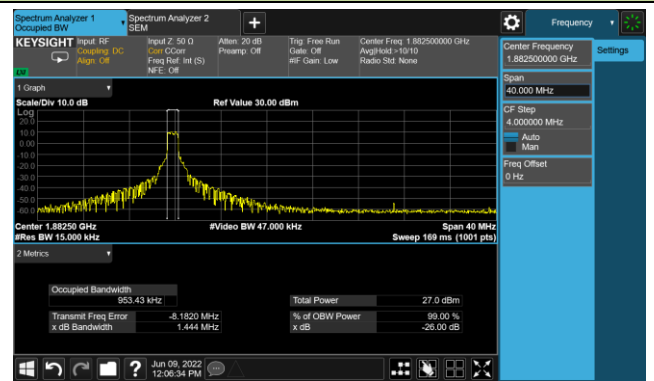 Spectrum Analyzer 1
Occupied BW
Spectrum Analyzer 2
SEM
Frequency
KEYSIGHT
Input: RF
Coupling: DC
Align: Off
Input Z: 50 Ω
Corr CCorr
Freq Ref: Int (S)
NFE: Off
Atten: 20 dB
Preamp: Off
Trig: Free Run
Gate: Off
#IF Gain: Low
Center Freq: 1.882500000 GHz
Avg|Hold:>10/10
Radio Std: None
Center Frequency
1.882500000 GHz
Settings
Span
40.000 MHz
CF Step
4.000000 MHz
Auto
Man
Freq Offset
0 Hz
1 Graph
Scale/Div 10.0 dB
Ref Value 30.00 dBm
Log
20.0
10.0
0.00
-10.0
-20.0
-30.0
-40.0
-50.0
-60.0
Center 1.88250 GHz
#Video BW 47.000 kHz
Span 40 MHz
#Res BW 15.000 kHz
Sweep 169 ms (1001 pts)
2 Metrics
Occupied Bandwidth
953.43 kHz
Total Power
27.0 dBm
Transmit Freq Error
-8.1820 MHz
% of OBW Power
99.00 %
x dB Bandwidth
1.444 MHz
x dB
-26.00 dB
Jun 09, 2022
12:06:34 PM